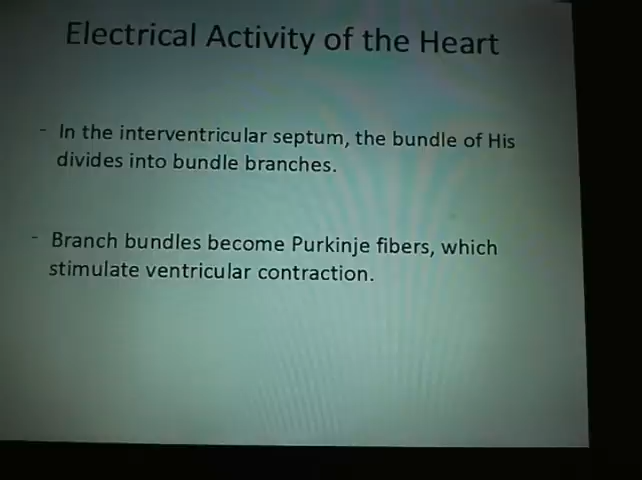 Electrical Activity of the Heart
- In the interventricular septum, the bundle of His
divides into bundle branches.
- Branch bundles become Purkinje fibers, which
stimulate ventricular contraction.